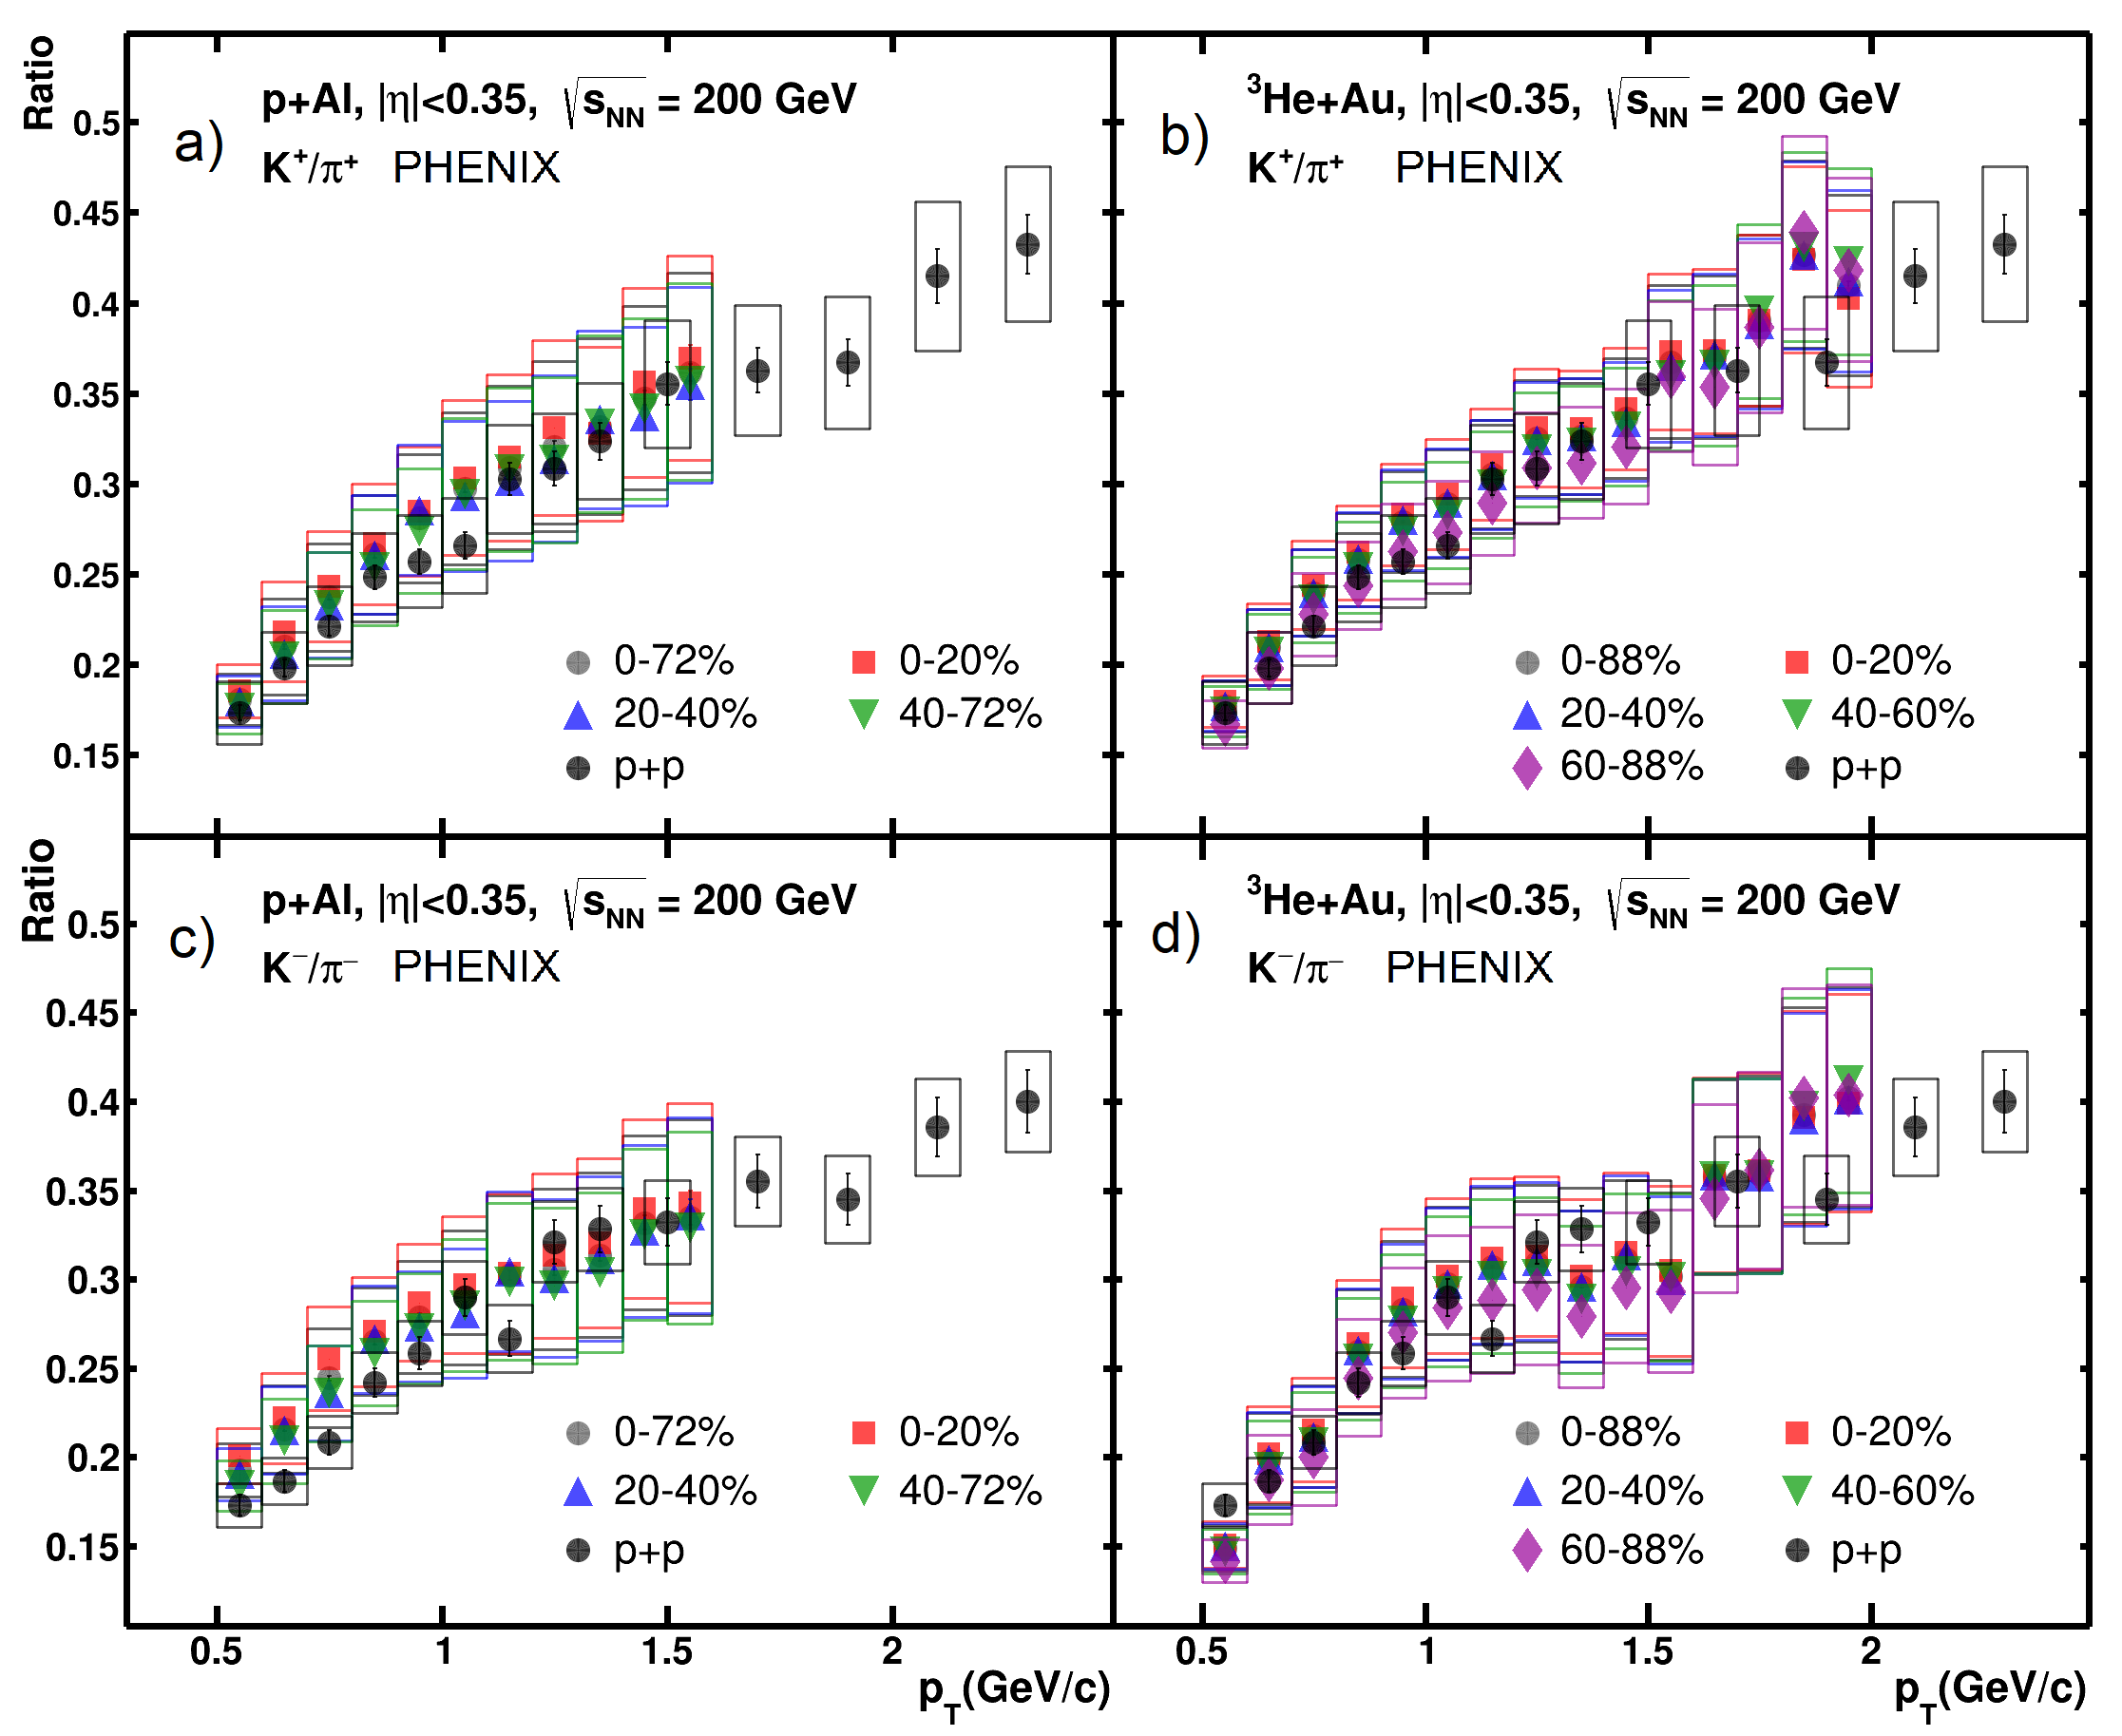 Ratio
0.5
0.45
0.4
0.35
0.3
0.25
0.2
0.15
a)
p+Al, |η|<0.35, √sNN = 200 GeV
K+/π+ PHENIX
0-72%
0-20%
20-40%
40-72%
p+p
b)
3He+Au, |η|<0.35, √sNN = 200 GeV
K+/π+ PHENIX
0-88%
0-20%
20-40%
40-60%
60-88%
p+p
Ratio
0.5
0.45
0.4
0.35
0.3
0.25
0.2
0.15
c)
p+Al, |η|<0.35, √sNN = 200 GeV
K−/π− PHENIX
0-72%
0-20%
20-40%
40-72%
p+p
0.5
1
1.5
2
pT(GeV/c)
d)
3He+Au, |η|<0.35, √sNN = 200 GeV
K−/π− PHENIX
0-88%
0-20%
20-40%
40-60%
60-88%
p+p
0.5
1
1.5
2
pT(GeV/c)